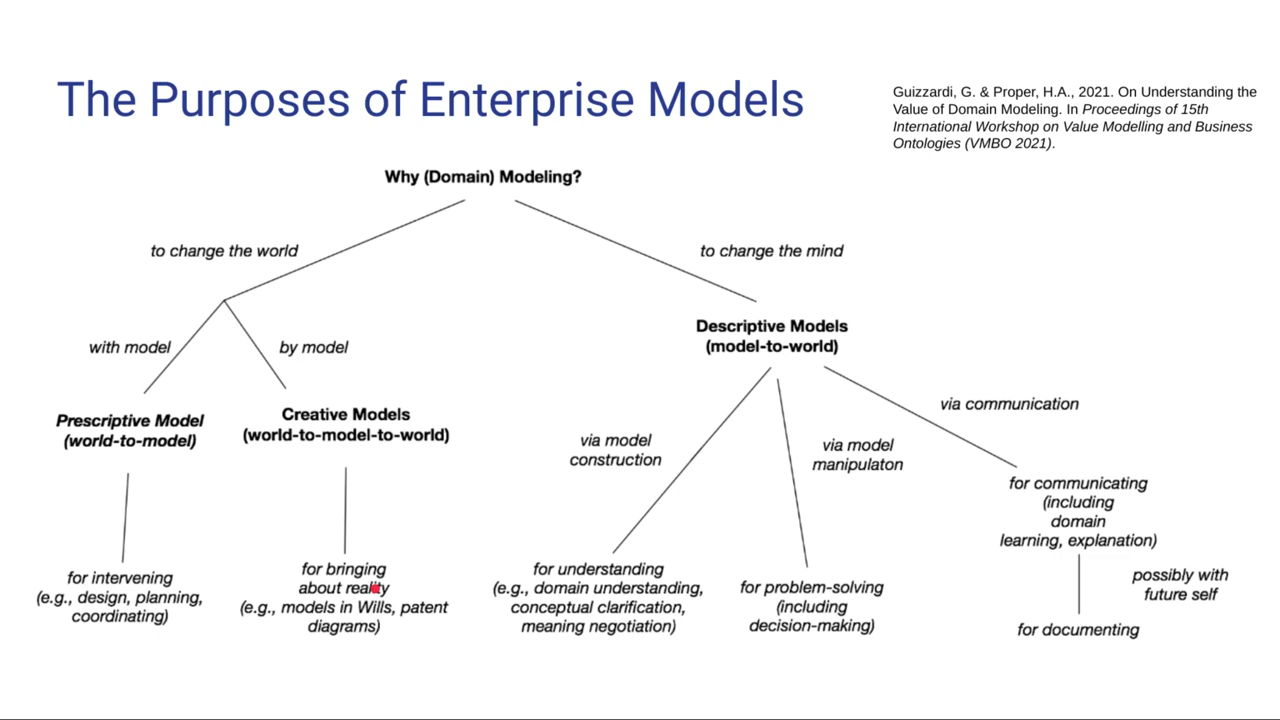 The Purposes of Enterprise Models
Guizzardi, G. & Proper, H.A., 2021. On Understanding the
Value of Domain Modeling. In Proceedings of 15th
International Workshop on Value Modelling and Business
Ontologies (VMBO 2021).
Why (Domain) Modeling?
to change the world
to change the mind
Descriptive Models
(model-to-world)
with model
by model
Prescriptive Model
(world-to-model)
Creative Models
(world-to-model-to-world)
via model
construction
via model
manipulaton
via communication
for communicating
(including
domain
learning, explanation)
for intervening
(e.g., design, planning,
coordinating)
for bringing
about reality
(e.g., models in Wills, patent
diagrams)
for understanding
(e.g., domain understanding,
conceptual clarification,
meaning negotiation)
for problem-solving
(including
decision-making)
possibly with
future self
for documenting